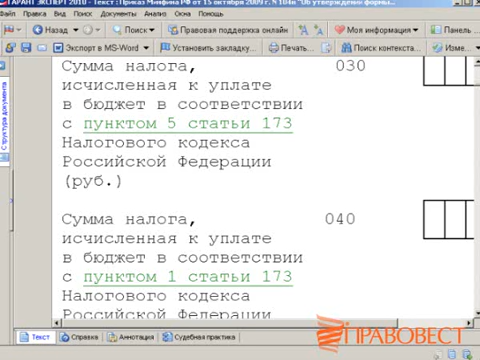 ГАРАНТ ЭКСПЕРТ 2010 - Текст : Приказ Минфина РФ от 15 октября 2009 г. N 104н "Об утверждении формы..
Файл Правка Вид Поиск Документы Анализ Окна Помощь
Назад Поиск Правовая поддержка онлайн Моя информация Панель ...
Экспорт в MS-Word Установить закладку... Печать... Поиск контекста... Изме...
Структура документа
Сумма налога, 030
исчисленная к уплате
в бюджет в соответствии
с пунктом 5 статьи 173
Налогового кодекса
Российской Федерации
(руб.)
Сумма налога, 040
исчисленная к уплате
в бюджет в соответствии
с пунктом 1 статьи 173
Налогового кодекса
Российской Федерации
ПРАВОВЕСТ
Текст Справка Аннотация Судебная практика